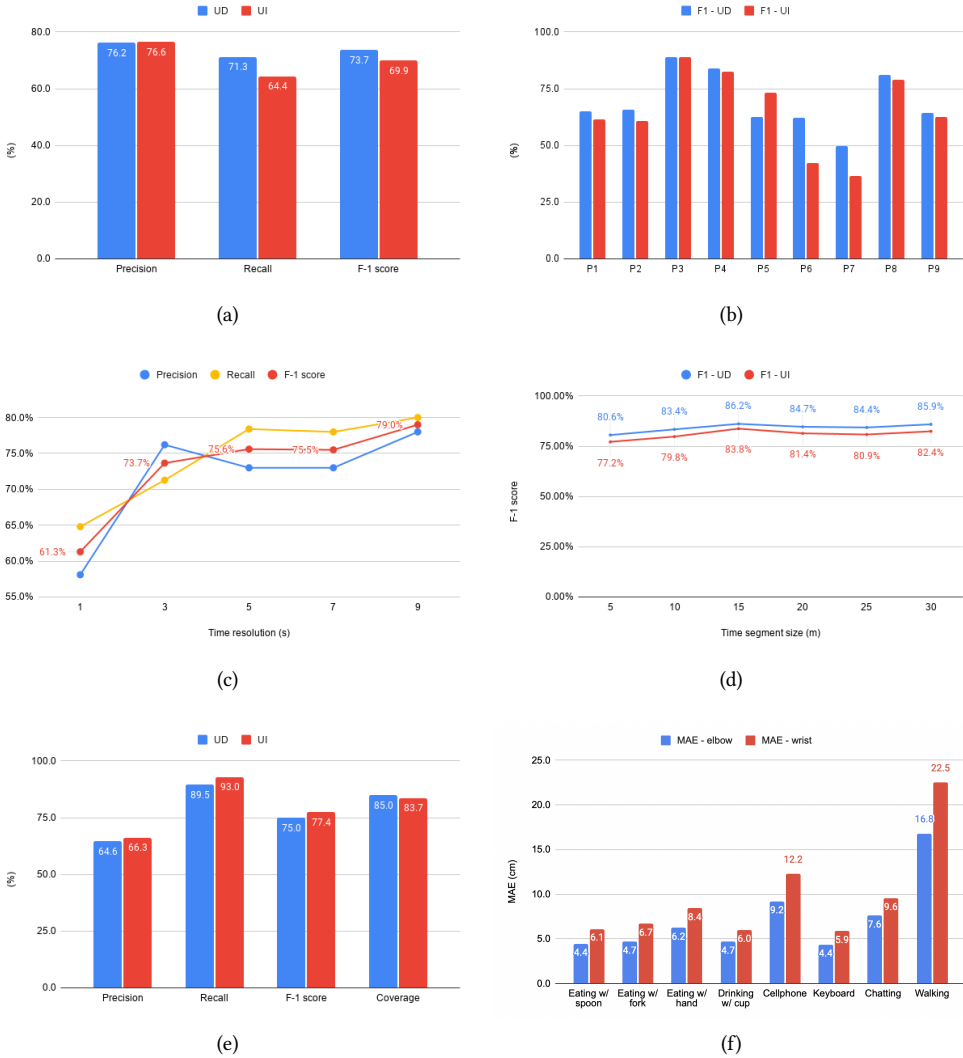 UD UI
80.0
60.0
40.0
20.0
0.0
(%)
76.2 76.6 71.3 64.4 73.7 69.9
Precision Recall F-1 score
(a)
F1 - UD F1 - UI
100.0
75.0
50.0
25.0
0.0
(%)
P1 P2 P3 P4 P5 P6 P7 P8 P9
(b)
Precision Recall F-1 score
80.0%
75.0%
70.0%
65.0%
60.0%
55.0%
61.3% 73.7% 75.6% 75.5% 79.0%
1 3 5 7 9
Time resolution (s)
(c)
F1 - UD F1 - UI
100.00%
75.00%
50.00%
25.00%
0.00%
F-1 score
80.6% 83.4% 86.2% 84.7% 84.4% 85.9%
77.2% 79.8% 83.8% 81.4% 80.9% 82.4%
5 10 15 20 25 30
Time segment size (m)
(d)
UD UI
100.0
75.0
50.0
25.0
0.0
(%)
64.6 66.3 89.5 93.0 75.0 77.4 85.0 83.7
Precision Recall F-1 score Coverage
(e)
MAE - elbow MAE - wrist
25.0
20.0
15.0
10.0
5.0
0.0
MAE (cm)
4.4 6.1 4.7 6.7 6.2 8.4 4.7 6.0 9.2 12.2 4.4 5.9 7.6 9.6 16.8 22.5
Eating w/ Eating w/ Eating w/ Drinking Cellphone Keyboard Chatting Walking
spoon fork hand w/ cup
(f)